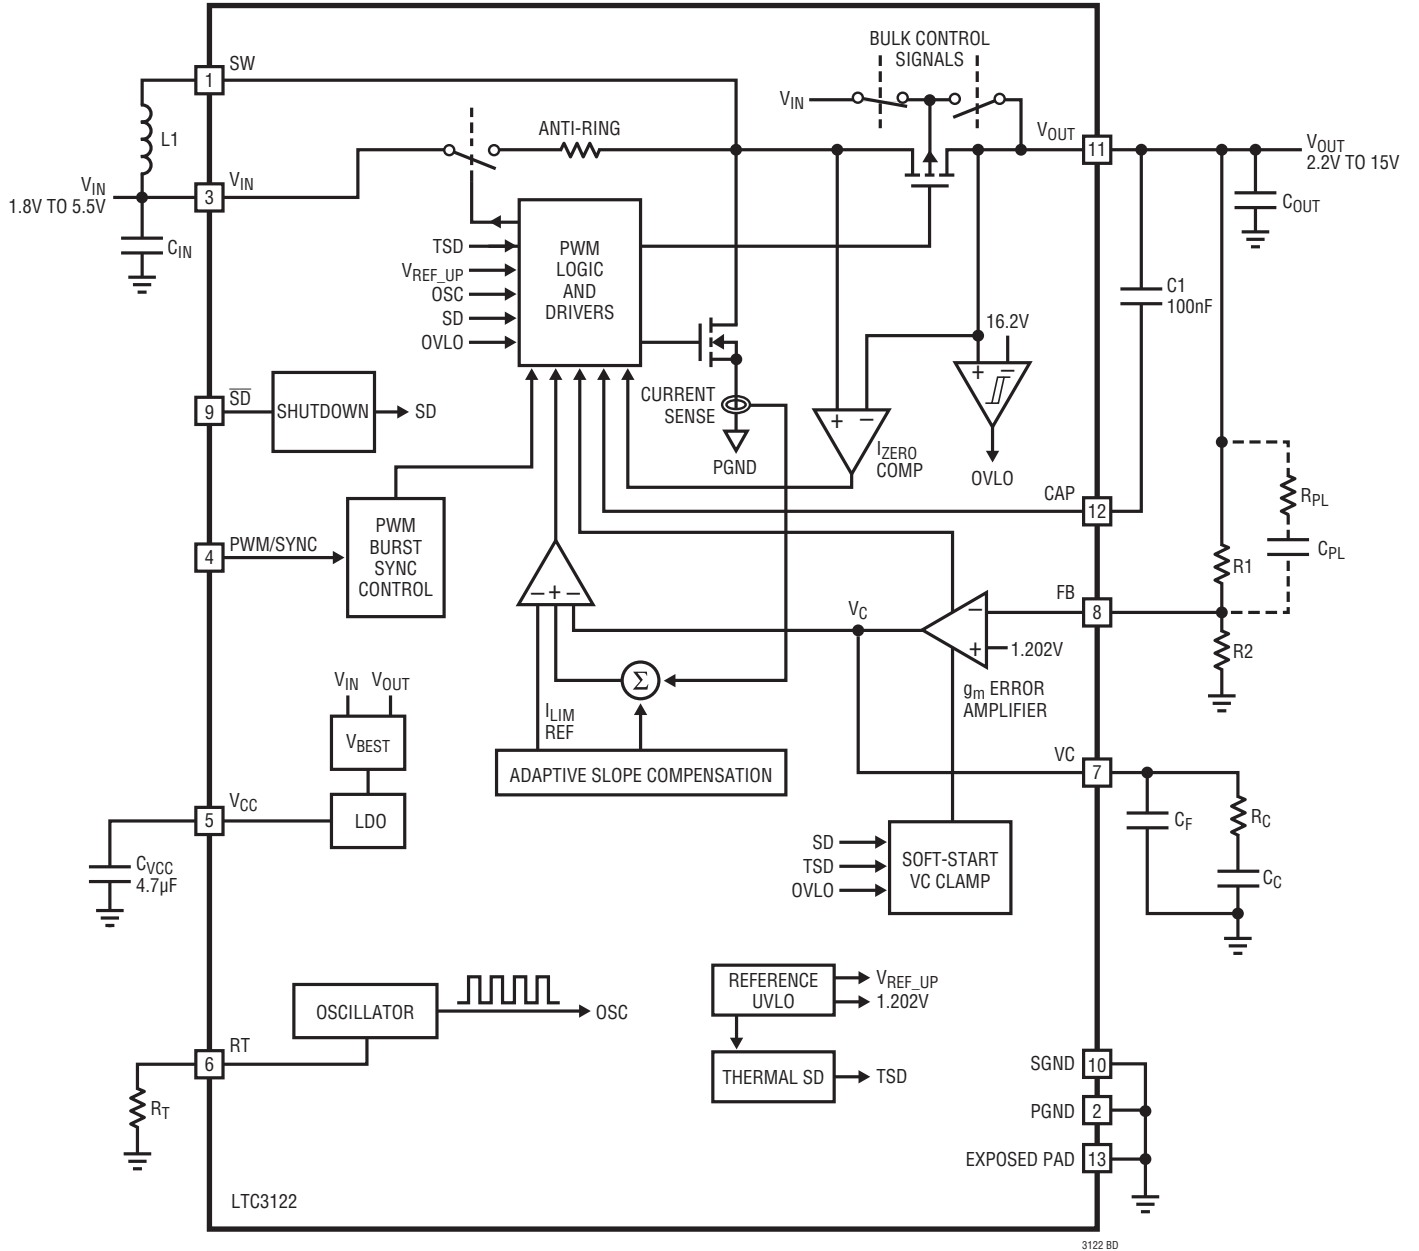 BULK CONTROL
SIGNALS
SW
1
VIN
ANTI-RING
VOUT
11
VOUT
2.2V TO 15V
L1
VIN
1.8V TO 5.5V
3
VIN
COUT
CIN
TSD
VREF_UP
OSC
SD
OVLO
PWM
LOGIC
AND
DRIVERS
C1
100nF
16.2V
+ −
CURRENT
SENSE
PGND
+ −
IZERO
COMP
OVLO
9
SD
SHUTDOWN
SD
CAP
12
RPL
CPL
4
PWM/SYNC
PWM
BURST
SYNC
CONTROL
− + −
VC
FB
8
R1
−
+
1.202V
gm ERROR
AMPLIFIER
R2
Σ
ILIM
REF
ADAPTIVE SLOPE COMPENSATION
VIN VOUT
VBEST
LDO
VC
7
CF
RC
CC
5
VCC
CVCC
4.7µF
SD
TSD
OVLO
SOFT-START
VC CLAMP
OSCILLATOR
OSC
REFERENCE
UVLO
VREF_UP
1.202V
THERMAL SD
TSD
6
RT
RT
SGND
10
PGND
2
EXPOSED PAD
13
LTC3122
3122 BD